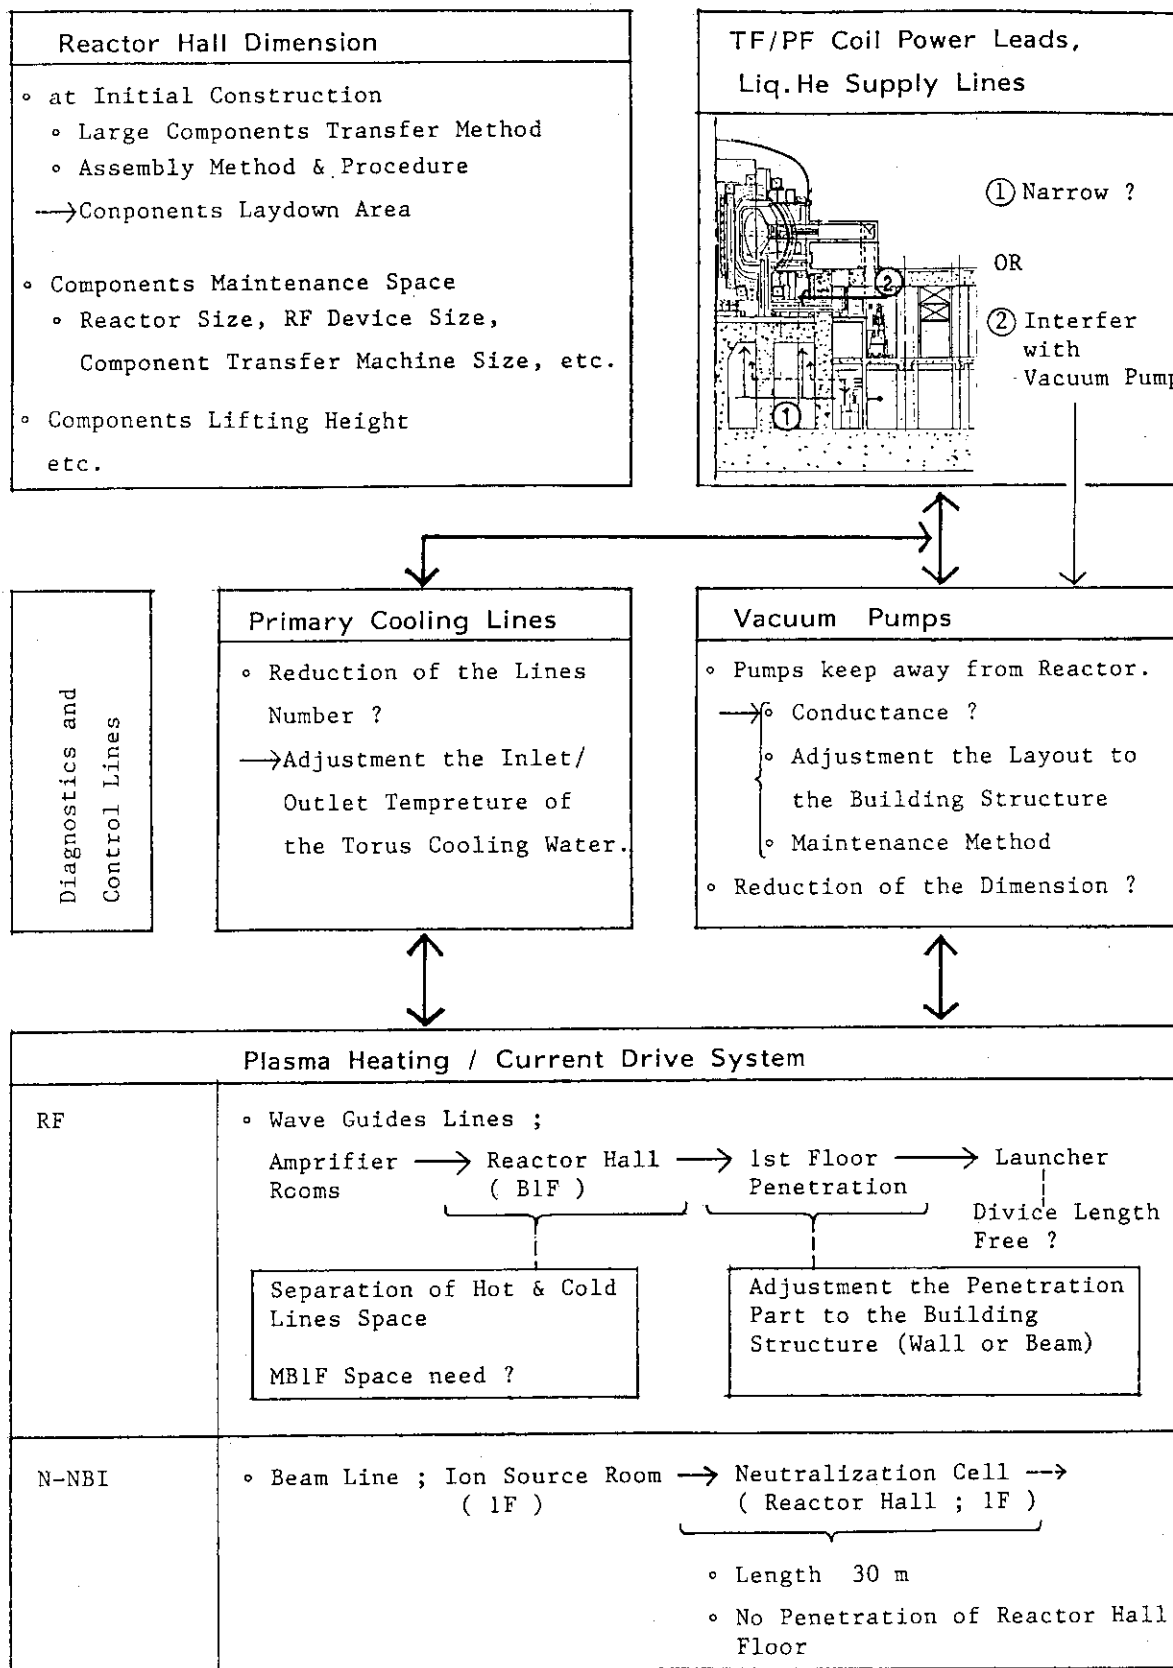 Reactor Hall Dimension
∘ at Initial Construction
∘ Large Components Transfer Method
∘ Assembly Method & Procedure
→Conponents Laydown Area
∘ Components Maintenance Space
∘ Reactor Size, RF Device Size,
Component Transfer Machine Size, etc.
∘ Components Lifting Height
etc.
TF/PF Coil Power Leads,
Liq.He Supply Lines
① Narrow ?
OR
② Interfer
with
Vacuum Pump
②
①
Diagnostics and
Control Lines
Primary Cooling Lines
∘ Reduction of the Lines
Number ?
→Adjustment the Inlet/
Outlet Tempreture of
the Torus Cooling Water.
Vacuum Pumps
∘ Pumps keep away from Reactor.
→∘ Conductance ?
∘ Adjustment the Layout to
the Building Structure
∘ Maintenance Method
∘ Reduction of the Dimension ?
Plasma Heating / Current Drive System
RF
∘ Wave Guides Lines ;
Amprifier → Reactor Hall → 1st Floor → Launcher
Rooms ( B1F ) Penetration
Divice Length
Free ?
Separation of Hot & Cold
Lines Space
MB1F Space need ?
Adjustment the Penetration
Part to the Building
Structure (Wall or Beam)
N-NBI
∘ Beam Line ; Ion Source Room → Neutralization Cell →
( 1F ) ( Reactor Hall ; 1F )
∘ Length 30 m
∘ No Penetration of Reactor Hall
Floor